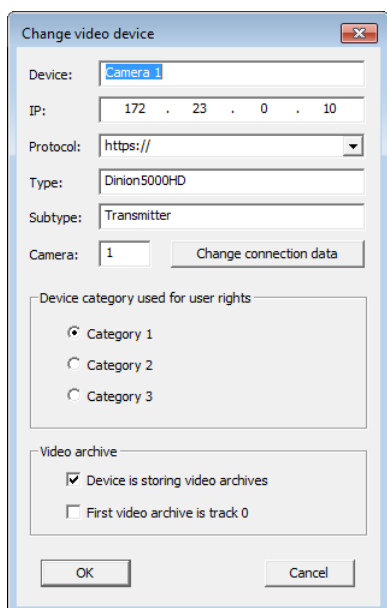 Change video device
Device: Camera 1
IP: 172 . 23 . 0 . 10
Protocol: https://
Type: Dinion5000HD
Subtype: Transmitter
Camera: 1 Change connection data
Device category used for user rights
Category 1
Category 2
Category 3
Video archive
Device is storing video archives
First video archive is track 0
OK Cancel